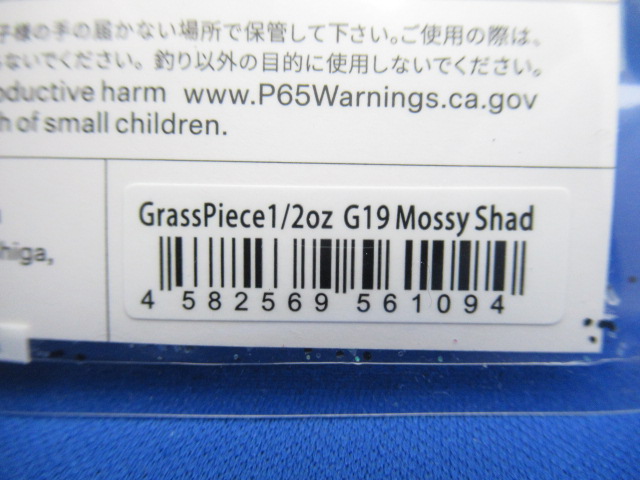 子様の手の届かない場所で保管して下さい。ご使用の際は、
ないでください。釣り以外の目的に使用しないでください。
oductive harm www.P65Warnings.ca.gov
h of small children.
higa,
GrassPiece1/2oz G19 Mossy Shad
4 582569 561094